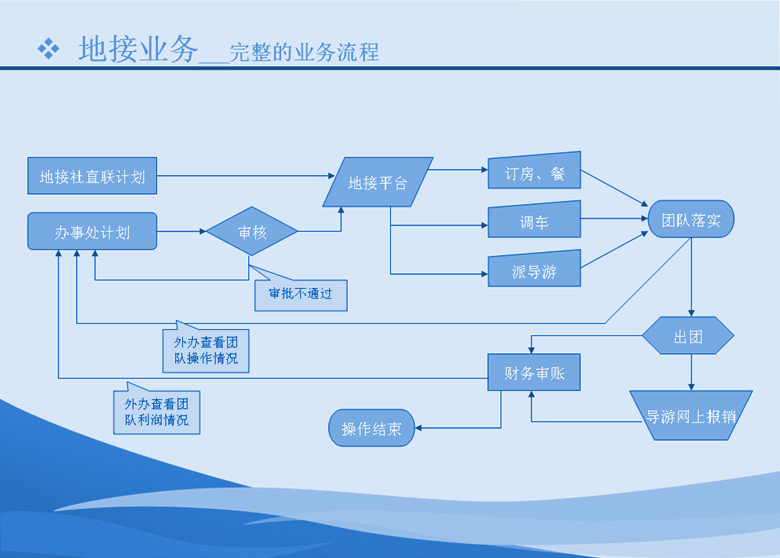 地接业务___完整的业务流程
地接社直联计划
地接平台
订房、餐
办事处计划
审核
调车
团队落实
派导游
审批不通过
外办查看团
队操作情况
出团
财务审账
外办查看团
队利润情况
导游网上报销
操作结束